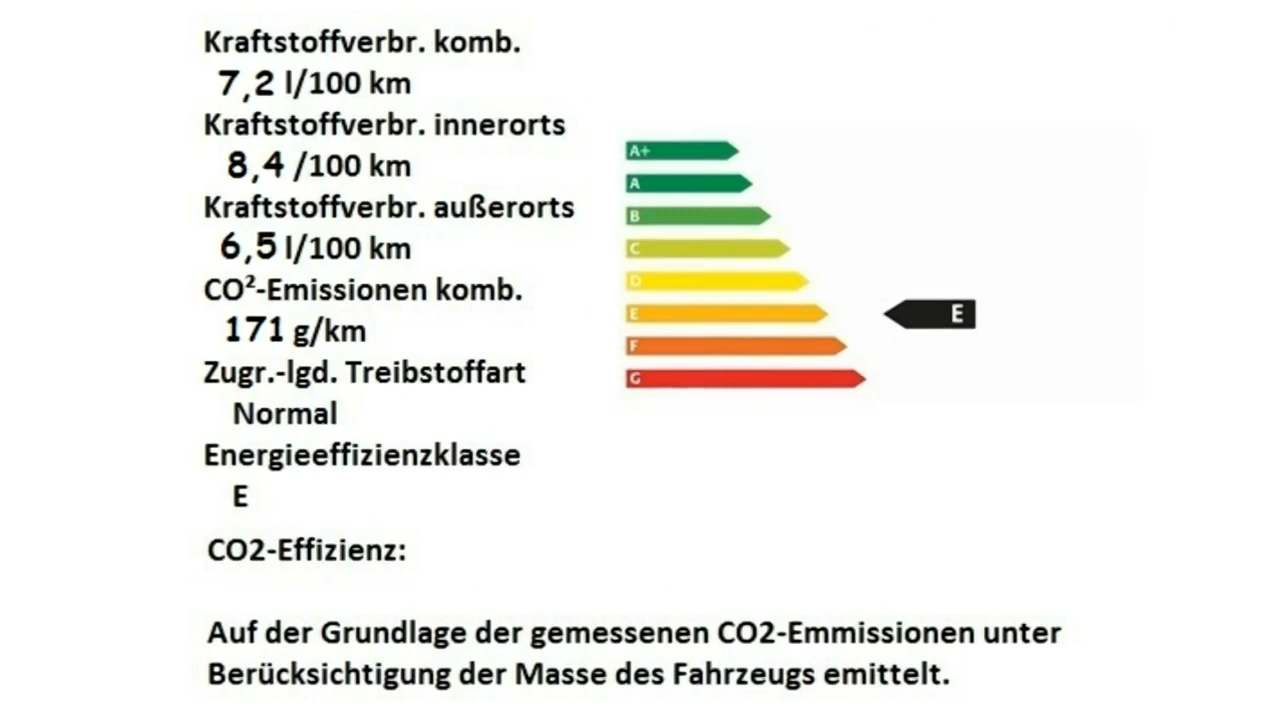 Kraftstoffverbr. komb.
7,2 l/100 km
Kraftstoffverbr. innerorts
8,4 /100 km
Kraftstoffverbr. außerorts
6,5 l/100 km
CO²-Emissionen komb.
171 g/km
Zugr.-lgd. Treibstoffart
Normal
Energieeffizienzklasse
E
A+
A
B
C
D
E
E
F
G
CO2-Effizienz:
Auf der Grundlage der gemessenen CO2-Emmissionen unter
Berücksichtigung der Masse des Fahrzeugs emittelt.